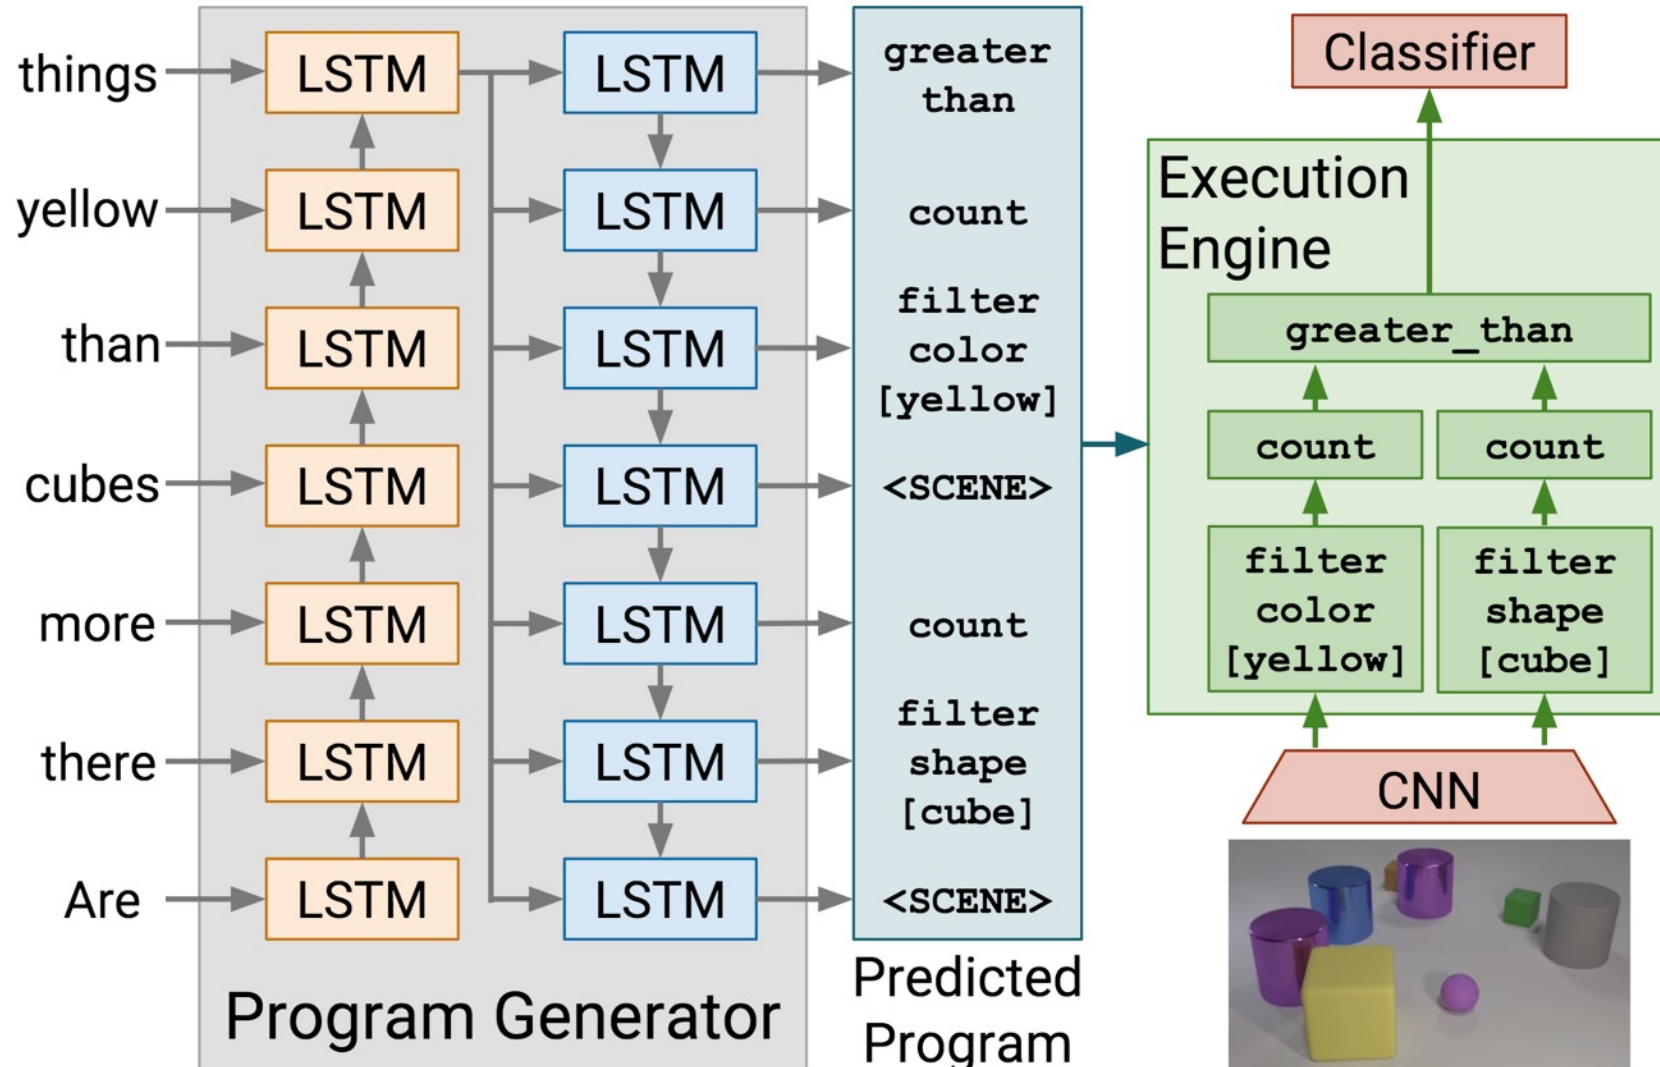 things
yellow
than
cubes
more
there
Are
LSTM
LSTM
LSTM
LSTM
LSTM
LSTM
LSTM
LSTM
LSTM
LSTM
LSTM
LSTM
LSTM
LSTM
Program Generator
greater
than
count
filter
color
[yellow]
<SCENE>
count
filter
shape
[cube]
<SCENE>
Predicted
Program
Classifier
Execution
Engine
greater_than
count
count
filter
color
[yellow]
filter
shape
[cube]
CNN